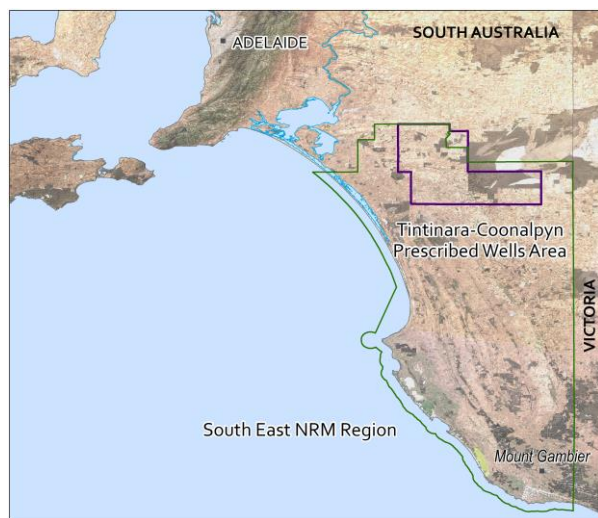 SOUTH AUSTRALIA
ADELAIDE
Tintinara-Coonalpyn
Prescribed Wells Area
VICTORIA
South East NRM Region
Mount Gambier